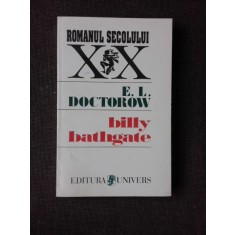 ROMANUL SECOLULUI
XX
E. L.
DOCTOROW
billy
bathgate
EDITURA UNIVERS